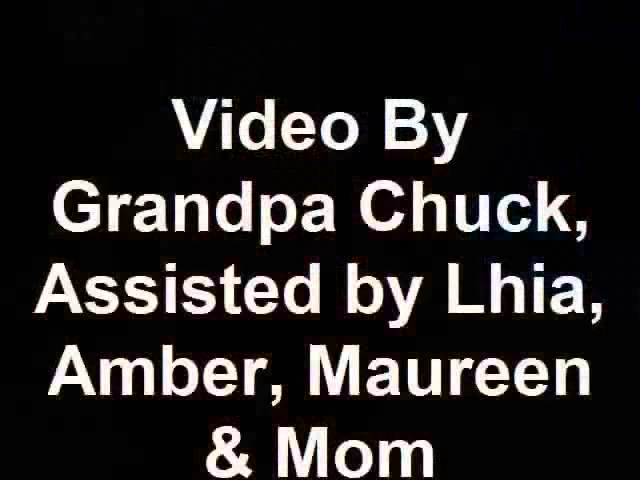 Video By
Grandpa Chuck,
Assisted by Lhia,
Amber, Maureen
& Mom